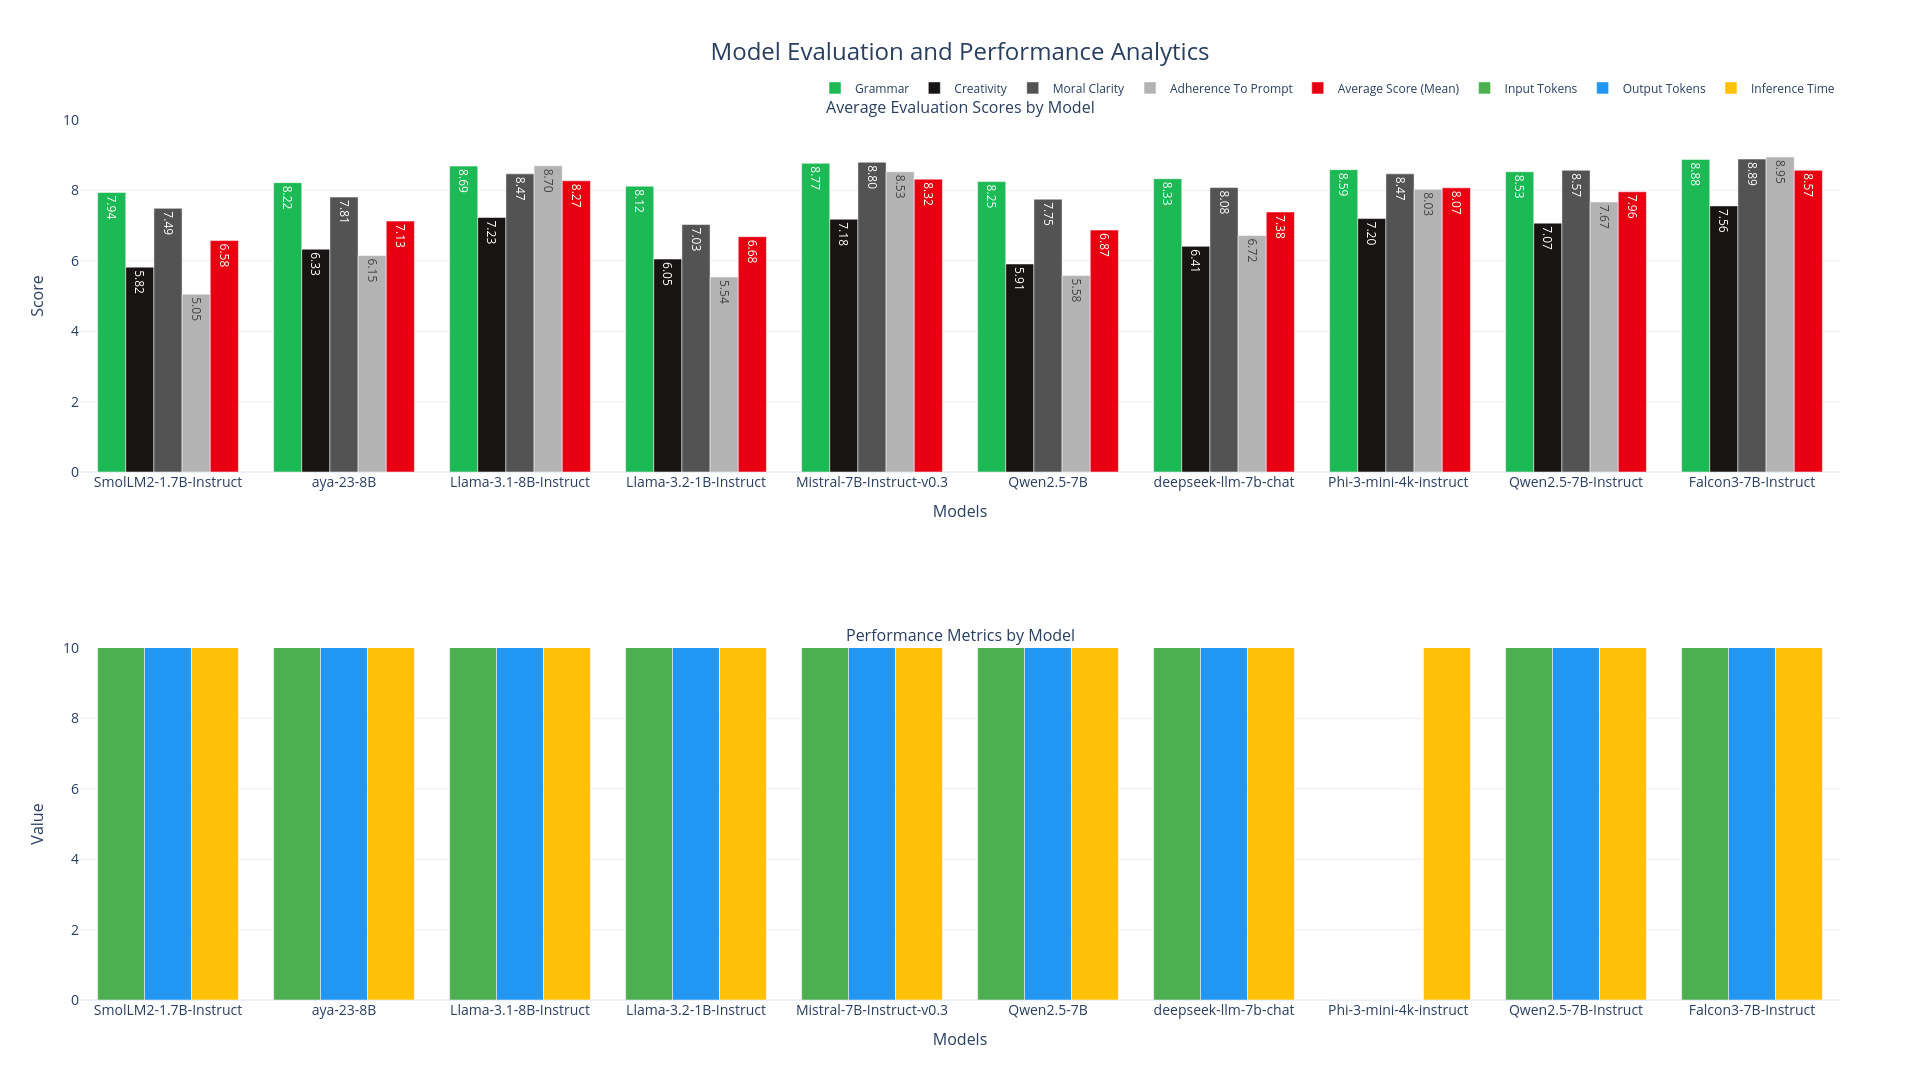 Model Evaluation and Performance Analytics
Grammar Creativity Moral Clarity Adherence To Prompt Average Score (Mean) Input Tokens Output Tokens Inference Time
Average Evaluation Scores by Model
10
8
6
4
2
0
Score
7.94 5.82 7.49 5.05 6.58
8.22 6.33 7.81 6.15 7.13
8.69 7.23 8.47 8.70 8.27
8.12 6.05 7.03 5.54 6.68
8.77 7.18 8.80 8.53 8.32
8.25 5.91 7.75 5.58 6.87
8.33 6.41 8.08 6.72 7.38
8.59 7.20 8.47 8.03 8.07
8.53 7.07 8.57 7.67 7.96
8.88 7.56 8.89 8.95 8.57
SmolLM2-1.7B-Instruct aya-23-8B Llama-3.1-8B-Instruct Llama-3.2-1B-Instruct Mistral-7B-Instruct-v0.3 Qwen2.5-7B deepseek-llm-7b-chat Phi-3-mini-4k-instruct Qwen2.5-7B-Instruct Falcon3-7B-Instruct
Models
Performance Metrics by Model
10
8
6
4
2
0
Value
SmolLM2-1.7B-Instruct aya-23-8B Llama-3.1-8B-Instruct Llama-3.2-1B-Instruct Mistral-7B-Instruct-v0.3 Qwen2.5-7B deepseek-llm-7b-chat Phi-3-mini-4k-instruct Qwen2.5-7B-Instruct Falcon3-7B-Instruct
Models